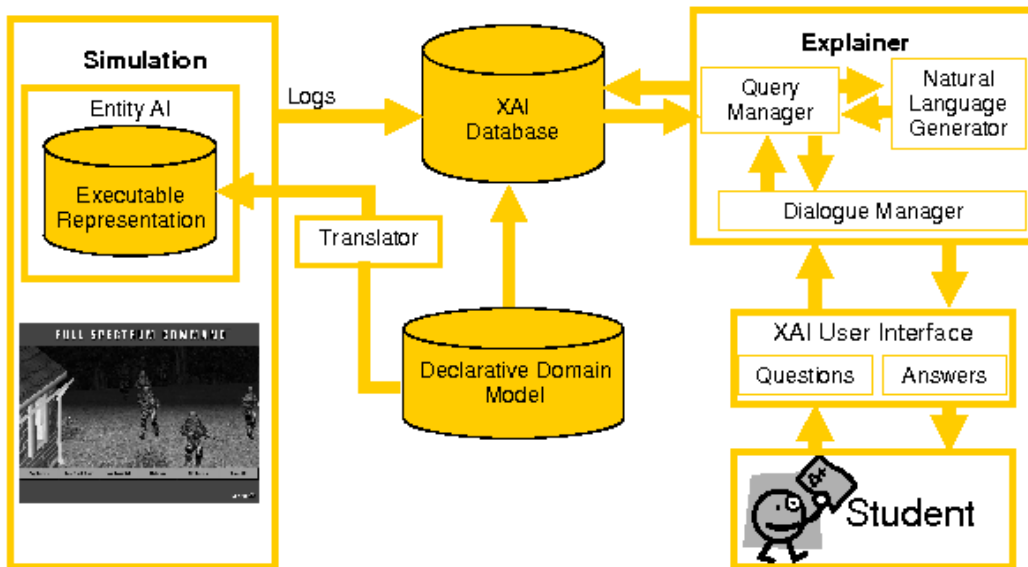 Simulation
Entity AI
Executable
Representation
FULL SPECTRUM COMMAND
Logs
Translator
XAI
Database
Declarative Domain
Model
Explainer
Query
Manager
Natural
Language
Generator
Dialogue Manager
XAI User Interface
Questions
Answers
A+
Student